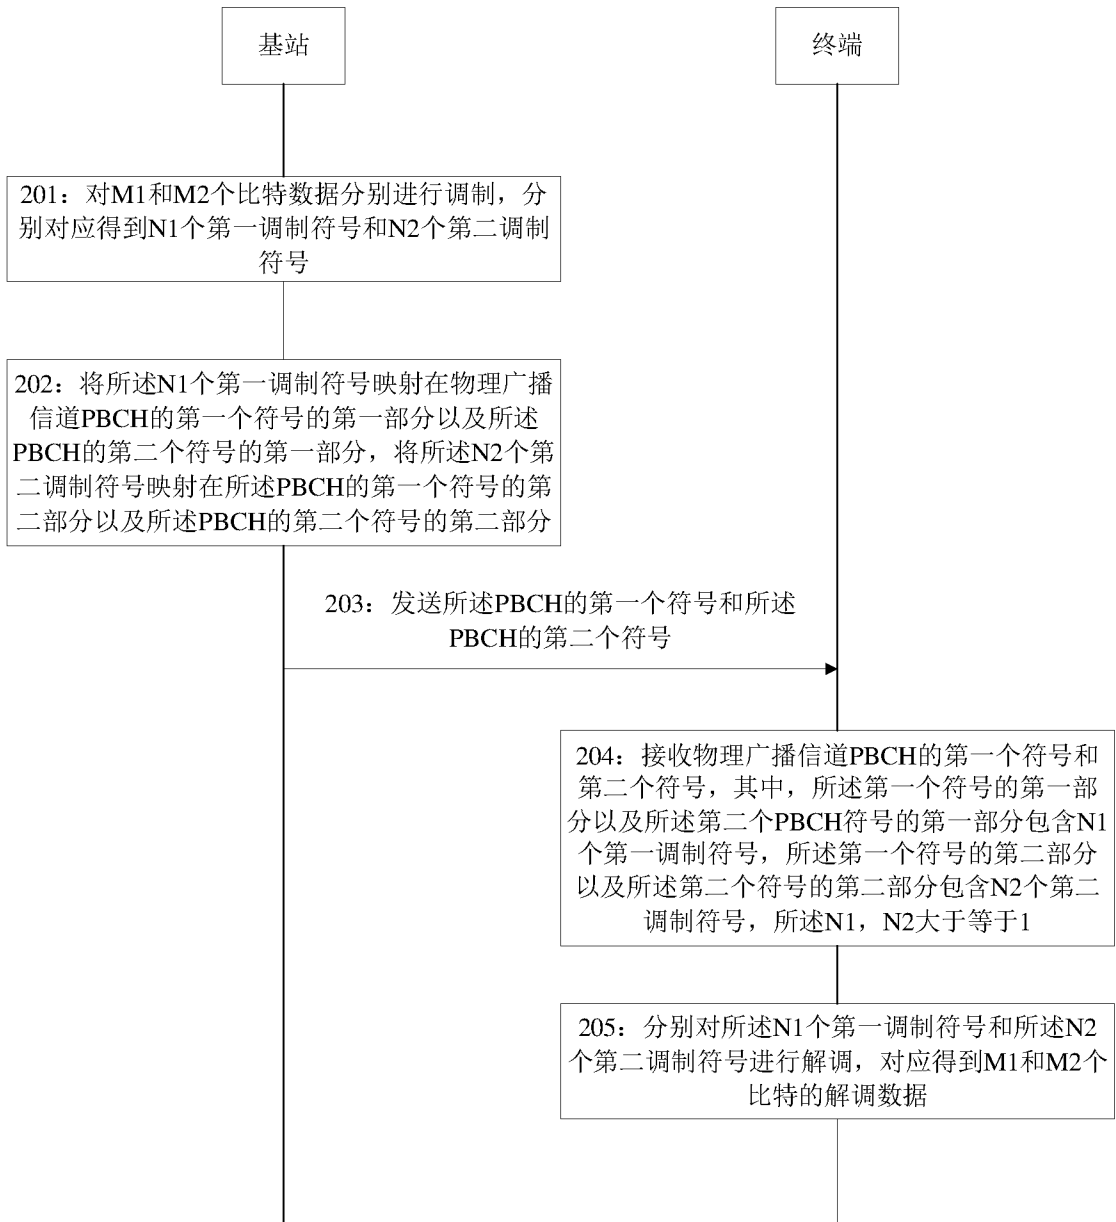 基站
终端
201：对M1和M2个比特数据分别进行调制，分
别对应得到N1个第一调制符号和N2个第二调制
符号
202：将所述N1个第一调制符号映射在物理广播
信道PBCH的第一个符号的第一部分以及所述
PBCH的第二个符号的第一部分，将所述N2个第
二调制符号映射在所述PBCH的第一个符号的第
二部分以及所述PBCH的第二个符号的第二部分
203：发送所述PBCH的第一个符号和所述
PBCH的第二个符号
204：接收物理广播信道PBCH的第一个符号和
第二个符号，其中，所述第一个符号的第一部
分以及所述第二个PBCH符号的第一部分包含N1
个第一调制符号，所述第一个符号的第二部分
以及所述第二个符号的第二部分包含N2个第二
调制符号，所述N1，N2大于等于1
205：分别对所述N1个第一调制符号和所述N2
个第二调制符号进行解调，对应得到M1和M2个
比特的解调数据